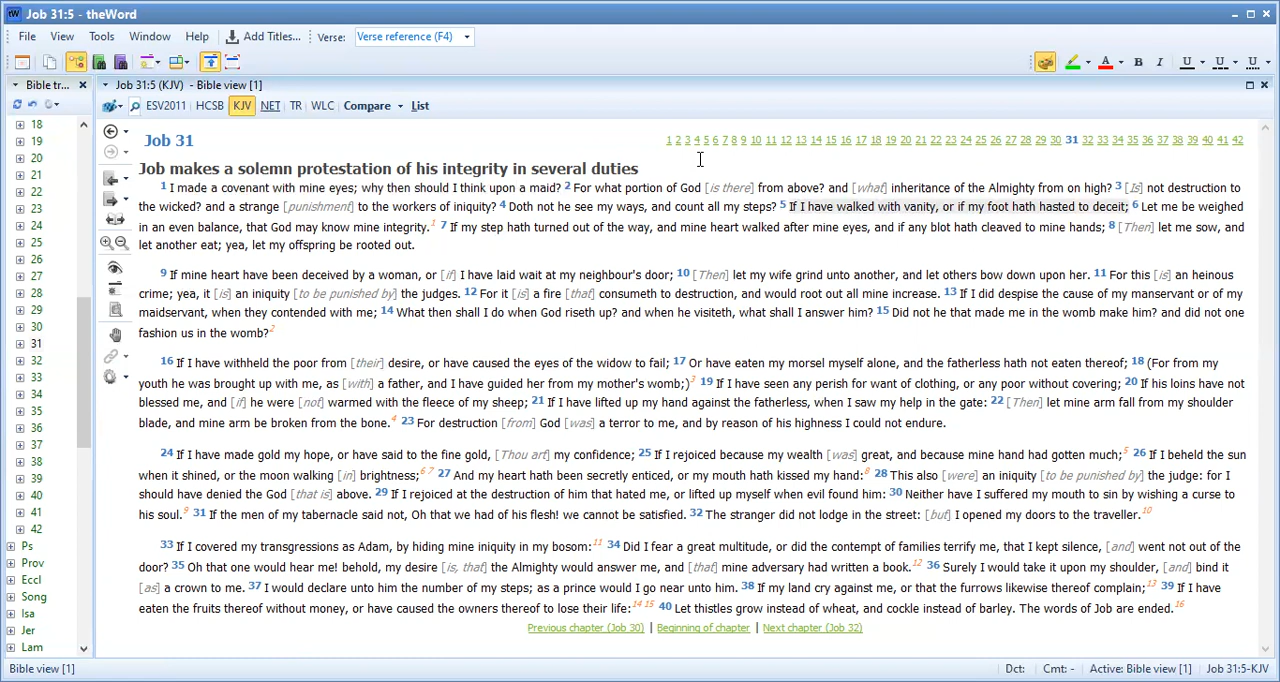 tW Job 31:5 - theWord
File View Tools Window Help Add Titles... Verse: Verse reference (F4)
A B I U U U
Bible tr... Job 31:5 (KJV) - Bible view [1]
ESV2011 HCSB KJV NET TR WLC Compare List
18
19
20
21
22
23
24
25
26
27
28
29
30
31
32
33
34
35
36
37
38
39
40
41
42
Ps
Prov
Eccl
Song
Isa
Jer
Lam
Job 31 1 2 3 4 5 6 7 8 9 10 11 12 13 14 15 16 17 18 19 20 21 22 23 24 25 26 27 28 29 30 31 32 33 34 35 36 37 38 39 40 41 42
Job makes a solemn protestation of his integrity in several duties
1 I made a covenant with mine eyes; why then should I think upon a maid? 2 For what portion of God [is there] from above? and [what] inheritance of the Almighty from on high? 3 [Is] not destruction to
the wicked? and a strange [punishment] to the workers of iniquity? 4 Doth not he see my ways, and count all my steps? 5 If I have walked with vanity, or if my foot hath hasted to deceit; 6 Let me be weighed
in an even balance, that God may know mine integrity.1 7 If my step hath turned out of the way, and mine heart walked after mine eyes, and if any blot hath cleaved to mine hands; 8 [Then] let me sow, and
let another eat; yea, let my offspring be rooted out.
9 If mine heart have been deceived by a woman, or [if] I have laid wait at my neighbour's door; 10 [Then] let my wife grind unto another, and let others bow down upon her. 11 For this [is] an heinous
crime; yea, it [is] an iniquity [to be punished by] the judges. 12 For it [is] a fire [that] consumeth to destruction, and would root out all mine increase. 13 If I did despise the cause of my manservant or of my
maidservant, when they contended with me; 14 What then shall I do when God riseth up? and when he visiteth, what shall I answer him? 15 Did not he that made me in the womb make him? and did not one
fashion us in the womb?2
16 If I have withheld the poor from [their] desire, or have caused the eyes of the widow to fail; 17 Or have eaten my morsel myself alone, and the fatherless hath not eaten thereof; 18 (For from my
youth he was brought up with me, as [with] a father, and I have guided her from my mother's womb;)3 19 If I have seen any perish for want of clothing, or any poor without covering; 20 If his loins have not
blessed me, and [if] he were [not] warmed with the fleece of my sheep; 21 If I have lifted up my hand against the fatherless, when I saw my help in the gate: 22 [Then] let mine arm fall from my shoulder
blade, and mine arm be broken from the bone.4 23 For destruction [from] God [was] a terror to me, and by reason of his highness I could not endure.
24 If I have made gold my hope, or have said to the fine gold, [Thou art] my confidence; 25 If I rejoiced because my wealth [was] great, and because mine hand had gotten much;5 26 If I beheld the sun
when it shined, or the moon walking [in] brightness;6 7 27 And my heart hath been secretly enticed, or my mouth hath kissed my hand:8 28 This also [were] an iniquity [to be punished by] the judge: for I
should have denied the God [that is] above. 29 If I rejoiced at the destruction of him that hated me, or lifted up myself when evil found him: 30 Neither have I suffered my mouth to sin by wishing a curse to
his soul.9 31 If the men of my tabernacle said not, Oh that we had of his flesh! we cannot be satisfied. 32 The stranger did not lodge in the street: [but] I opened my doors to the traveller.10
33 If I covered my transgressions as Adam, by hiding mine iniquity in my bosom:11 34 Did I fear a great multitude, or did the contempt of families terrify me, that I kept silence, [and] went not out of the
door? 35 Oh that one would hear me! behold, my desire [is, that] the Almighty would answer me, and [that] mine adversary had written a book.12 36 Surely I would take it upon my shoulder, [and] bind it
[as] a crown to me. 37 I would declare unto him the number of my steps; as a prince would I go near unto him. 38 If my land cry against me, or that the furrows likewise thereof complain;13 39 If I have
eaten the fruits thereof without money, or have caused the owners thereof to lose their life:14 15 40 Let thistles grow instead of wheat, and cockle instead of barley. The words of Job are ended.16
Previous chapter (Job 30) | Beginning of chapter | Next chapter (Job 32)
Bible view [1] Dct: Cmt: - Active: Bible view [1] Job 31:5-KJV